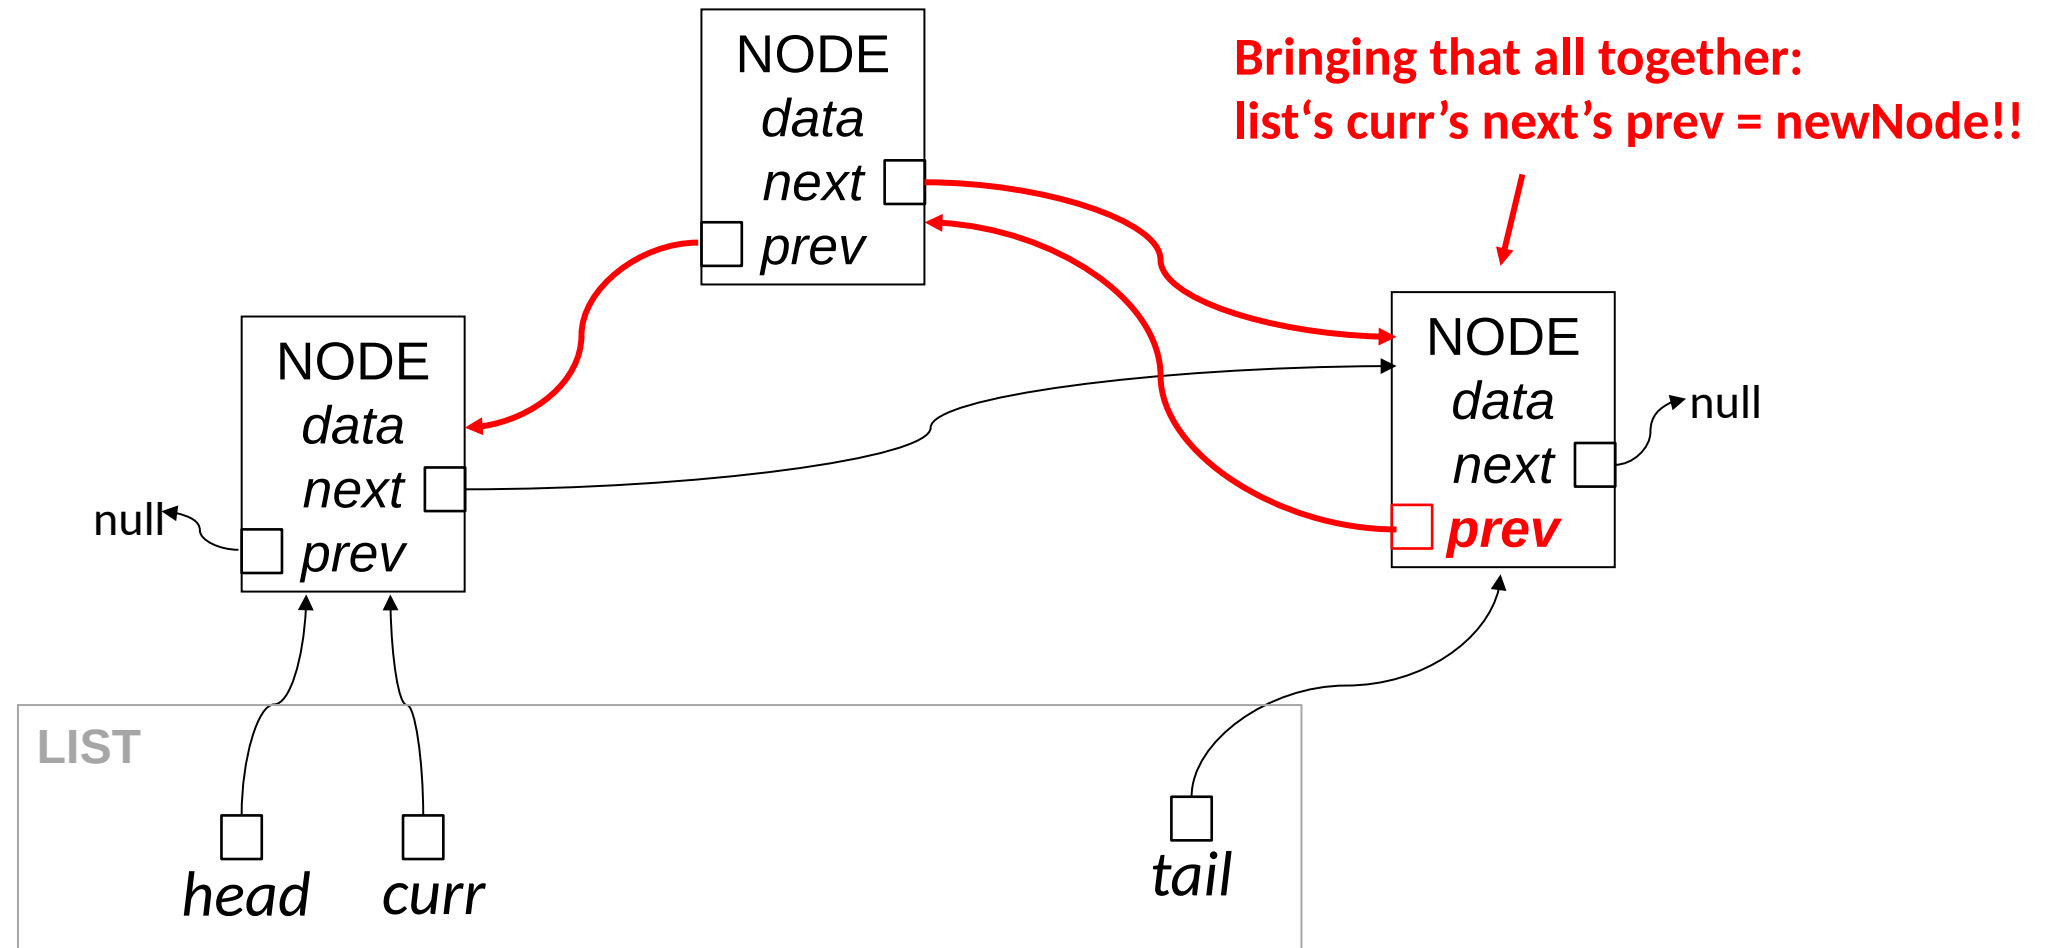 NODE
data
next
prev
Bringing that all together:
list‘s curr’s next’s prev = newNode!!
NODE
data
next
prev
null
NODE
data
next
prev
null
LIST
head
curr
tail